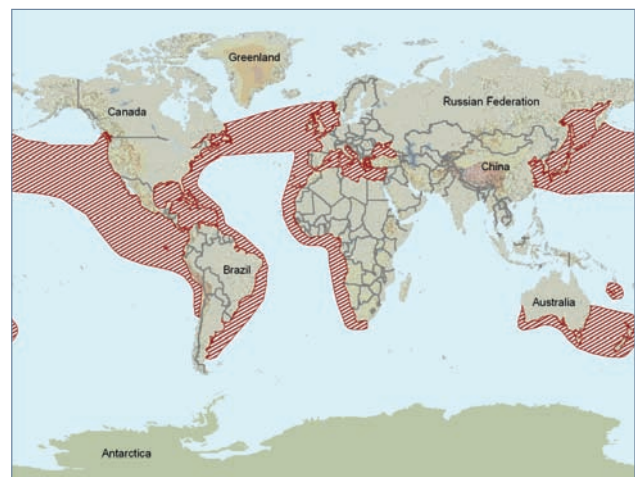 Greenland
Canada
Russian Federation
China
Brazil
Australia
Antarctica